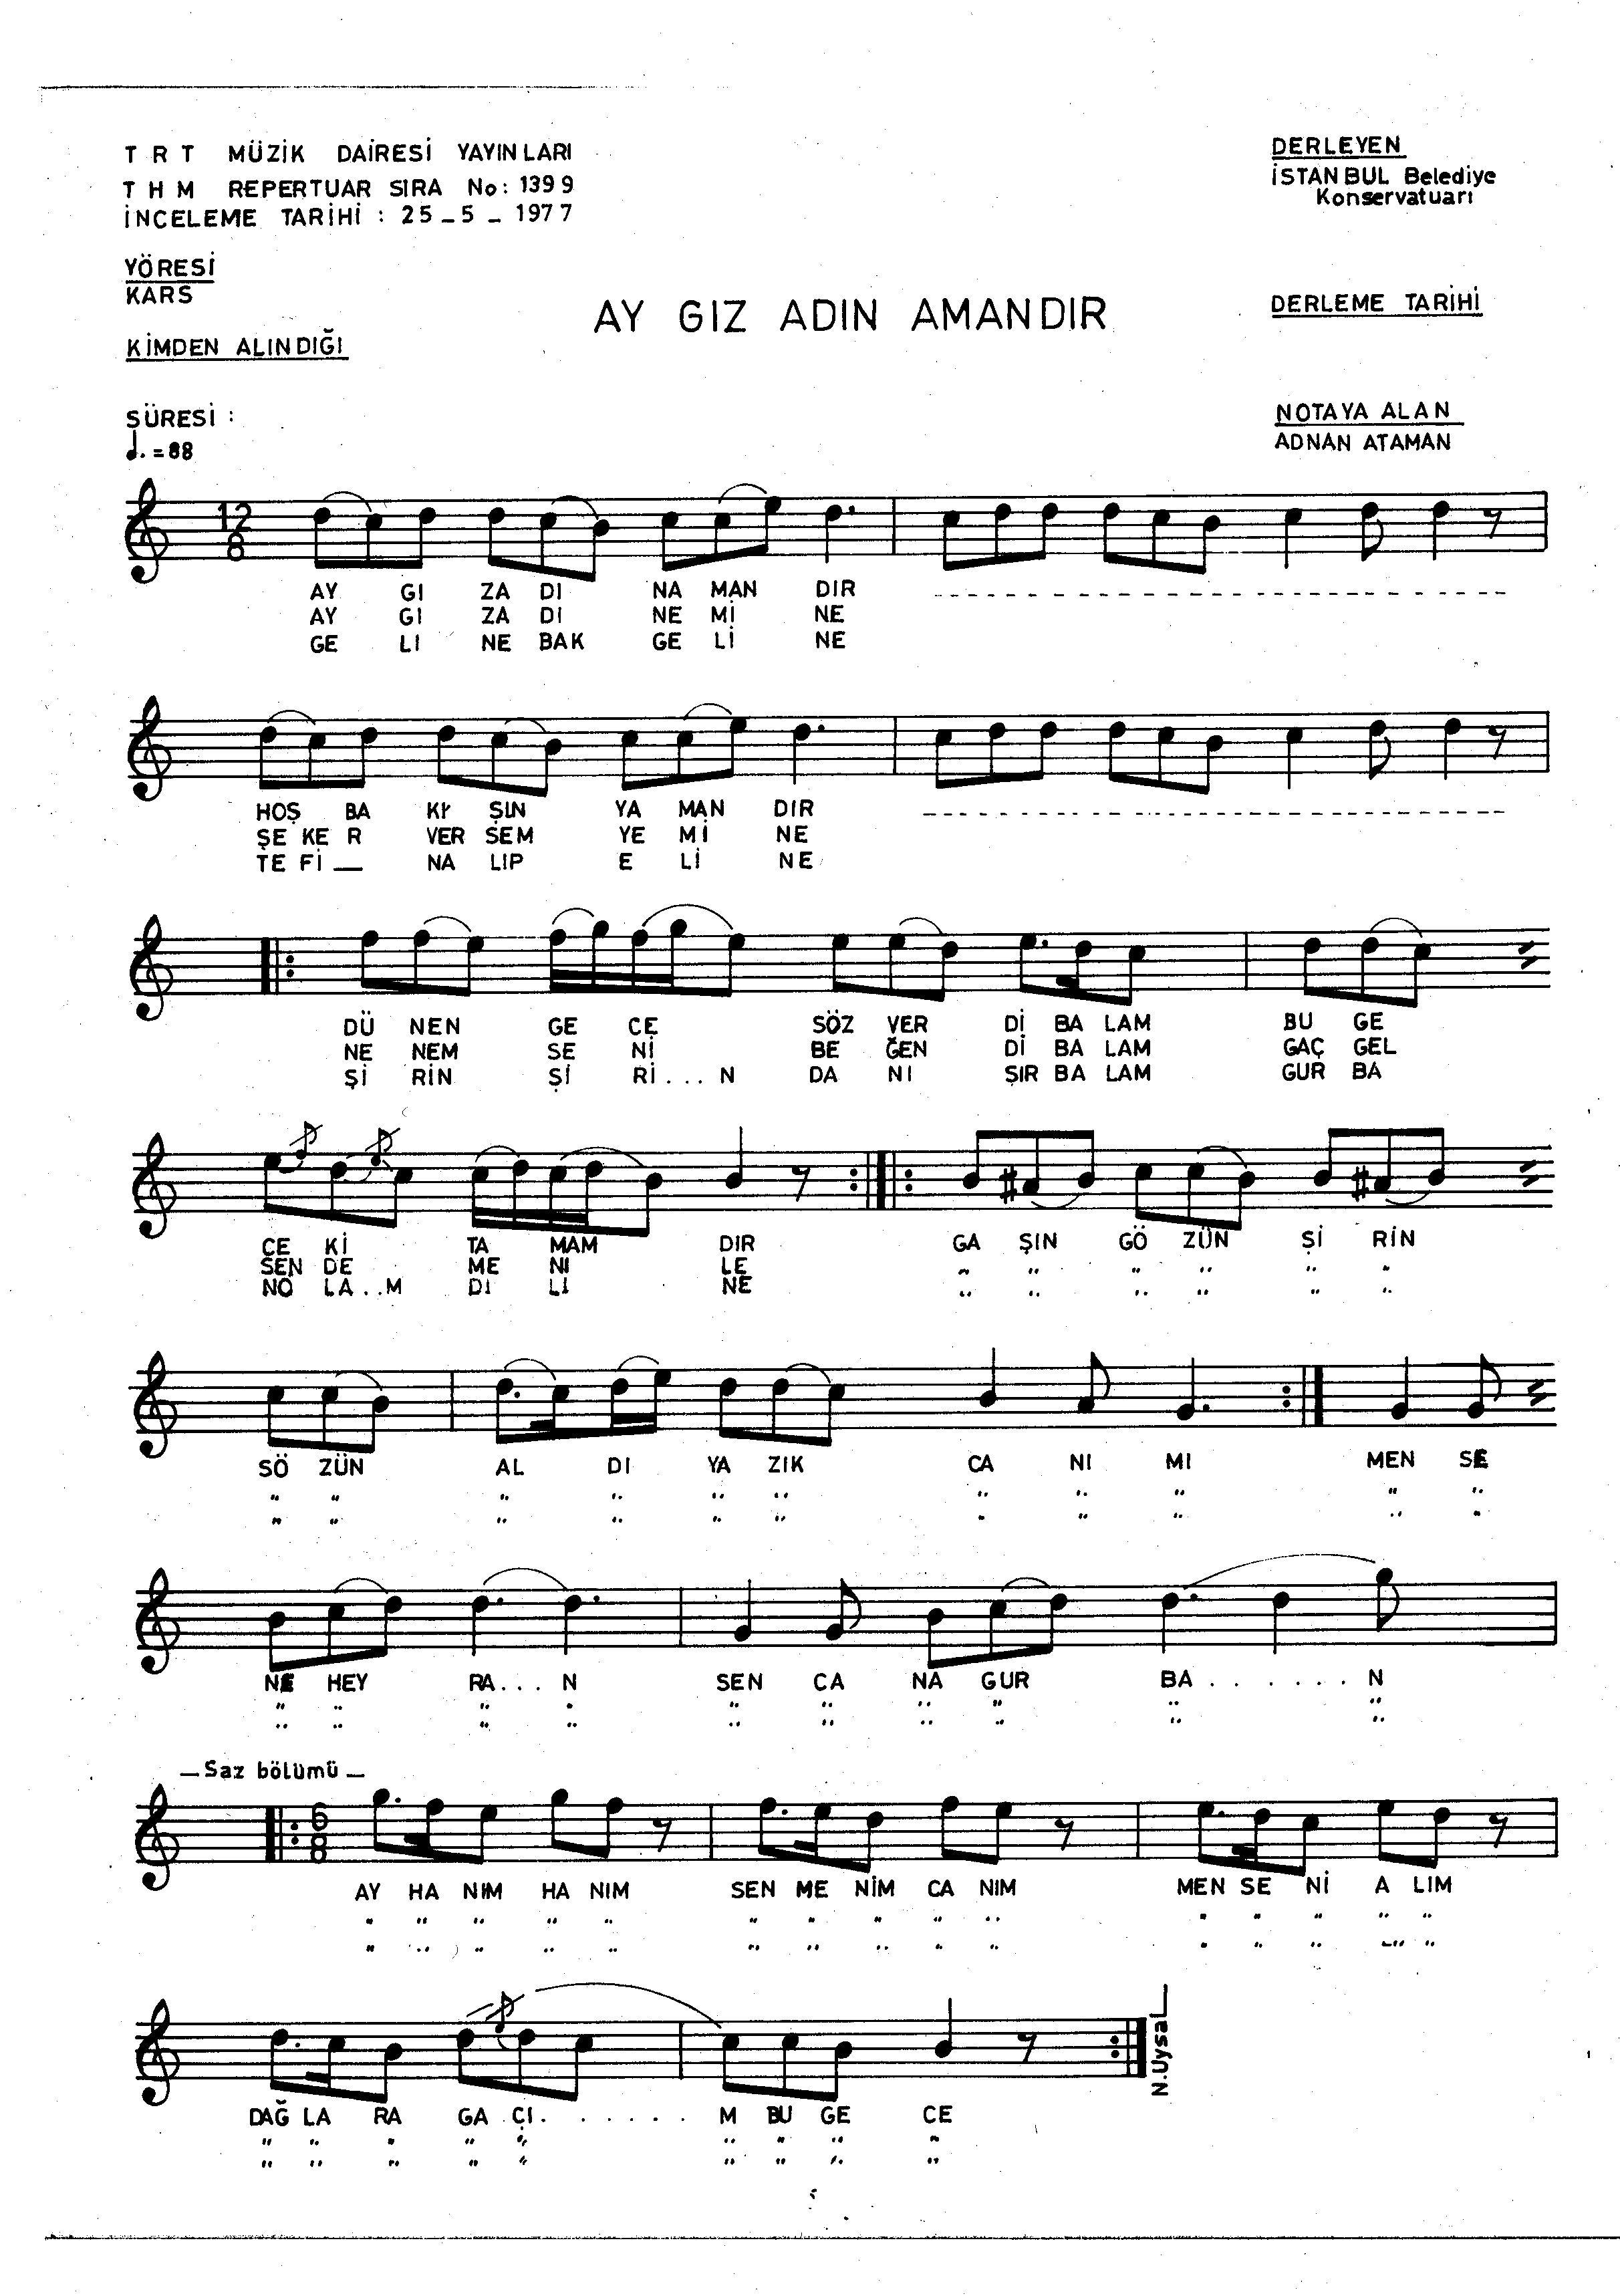 TRT MÜZİK DAİRESİ YAYINLARI
THM REPERTUAR SIRA No: 1399
İNCELEME TARİHİ : 25_5_1977
DERLEYEN
İSTANBUL Belediye
Konservatuarı
YÖRESİ
KARS
AY GIZ ADIN AMANDIR
DERLEME TARİHİ
KİMDEN ALINDIĞI
SÜRESİ :
♩. = 88
NOTAYA ALAN
ADNAN ATAMAN
12
8
AY GI ZA DI NA MAN DIR
AY GI ZA DI NE Mİ NE
GE LI NE BAK GE Lİ NE
HOŞ BA KI ŞIN YA MAN DIR
ŞE KE R VER SEM YE Mİ NE
TE Fİ _ NA LIP E Lİ NE
DÜ NEN GE CE SÖZ VER Dİ BA LAM BU GE
NE NEM SE Nİ BE ĞEN Dİ BA LAM GAÇ GEL
Şİ RİN Şİ Rİ... N DA NI ŞIR BA LAM GUR BA
CE Kİ TA MAM DIR GA ŞIN GÖ ZÜN Şİ RİN
SEN DE ME NI LE " " " " " "
NO LA..M DI LI NE " " " " " "
SÖ ZÜN AL DI YA ZIK CA NI MI MEN SE
" " " " " " " " " " "
" " " " " " " " " " "
NE HEY RA... N SEN CA NA GUR BA . . . . . . N
" " " " " " " " " "
" " " " " " " " " "
_ Saz bölümü _
6
8
AY HA NIM HA NIM SEN ME NİM CA NIM MEN SE Nİ A LIM
" " " " " " " " " " " " " " "
" " " " " " " " " " " " " " "
DAĞ LA RA GA ÇI. . . . . . M BU GE CE
" " " " " " " " "
" " " " " " " " "
N.Uysal